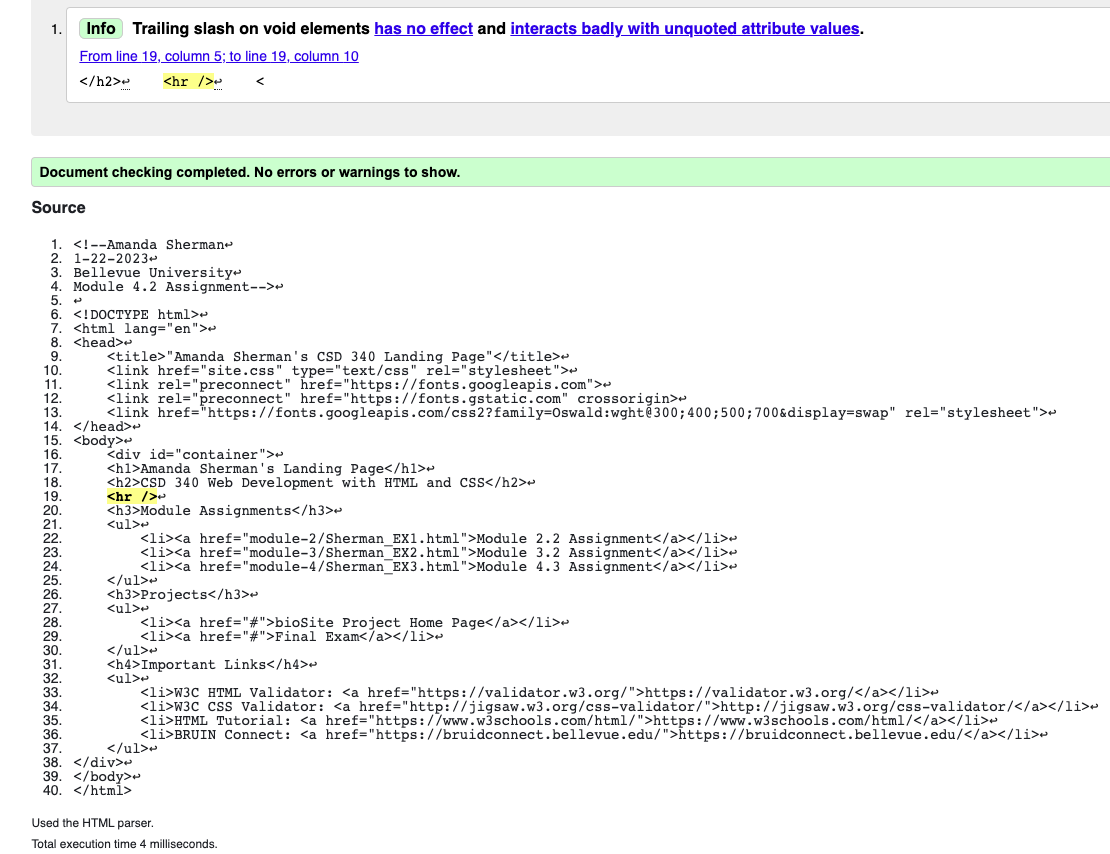 1. Info Trailing slash on void elements has no effect and interacts badly with unquoted attribute values.
From line 19, column 5; to line 19, column 10
</h2>↩    <hr />↩    <
Document checking completed. No errors or warnings to show.
Source
1. <!--Amanda Sherman↩
2. 1-22-2023↩
3. Bellevue University↩
4. Module 4.2 Assignment-->↩
5. ↩
6. <!DOCTYPE html>↩
7. <html lang="en">↩
8. <head>↩
9.     <title>"Amanda Sherman's CSD 340 Landing Page"</title>↩
10.     <link href="site.css" type="text/css" rel="stylesheet">↩
11.     <link rel="preconnect" href="https://fonts.googleapis.com">↩
12.     <link rel="preconnect" href="https://fonts.gstatic.com" crossorigin>↩
13.     <link href="https://fonts.googleapis.com/css2?family=Oswald:wght@300;400;500;700&display=swap" rel="stylesheet">↩
14. </head>↩
15. <body>↩
16.     <div id="container">↩
17.     <h1>Amanda Sherman's Landing Page</h1>↩
18.     <h2>CSD 340 Web Development with HTML and CSS</h2>↩
19.     <hr />↩
20.     <h3>Module Assignments</h3>↩
21.     <ul>↩
22.         <li><a href="module-2/Sherman_EX1.html">Module 2.2 Assignment</a></li>↩
23.         <li><a href="module-3/Sherman_EX2.html">Module 3.2 Assignment</a></li>↩
24.         <li><a href="module-4/Sherman_EX3.html">Module 4.3 Assignment</a></li>↩
25.     </ul>↩
26.     <h3>Projects</h3>↩
27.     <ul>↩
28.         <li><a href="#">bioSite Project Home Page</a></li>↩
29.         <li><a href="#">Final Exam</a></li>↩
30.     </ul>↩
31.     <h4>Important Links</h4>↩
32.     <ul>↩
33.         <li>W3C HTML Validator: <a href="https://validator.w3.org/">https://validator.w3.org/</a></li>↩
34.         <li>W3C CSS Validator: <a href="http://jigsaw.w3.org/css-validator/">http://jigsaw.w3.org/css-validator/</a></li>↩
35.         <li>HTML Tutorial: <a href="https://www.w3schools.com/html/">https://www.w3schools.com/html/</a></li>↩
36.         <li>BRUIN Connect: <a href="https://bruidconnect.bellevue.edu/">https://bruidconnect.bellevue.edu/</a></li>↩
37.     </ul>↩
38. </div>↩
39. </body>↩
40. </html>
Used the HTML parser.
Total execution time 4 milliseconds.